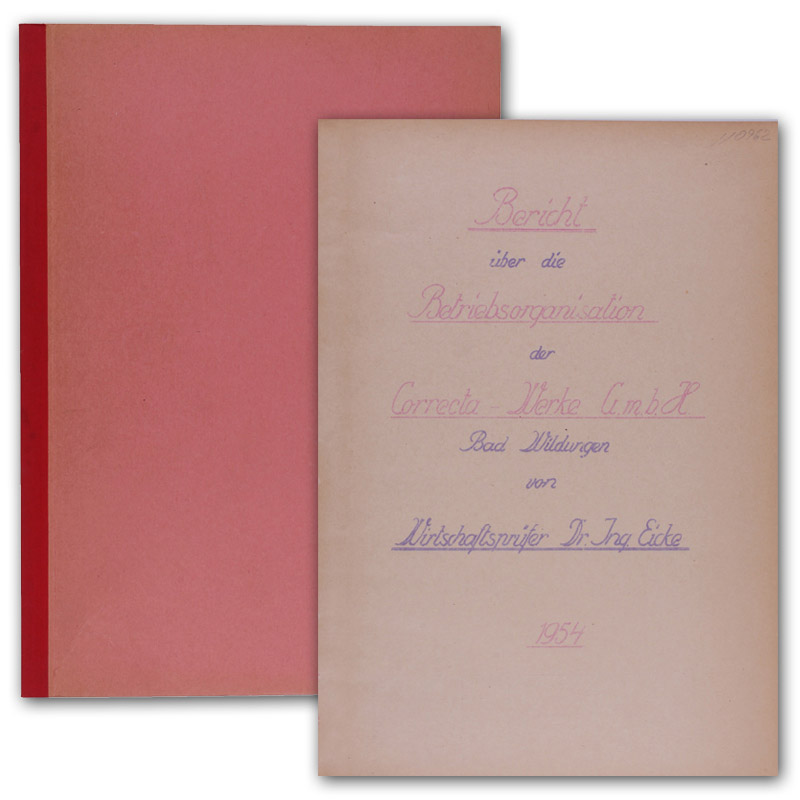 Bericht
über die
Betriebsorganisation
der
Correcta – Werke G.m.b.H.
Bad Wildungen
von
Wirtschaftsprüfer Dr. Ing. Eicke
1954